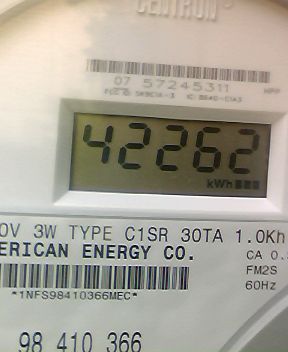 CENTRON
07 57245311
42262
kWh
0V 3W TYPE C1SR 30TA 1.0Kh
ERICAN ENERGY CO.
CA 0.
FM2S
60Hz
*1NFS98410366MEC*
98 410 366